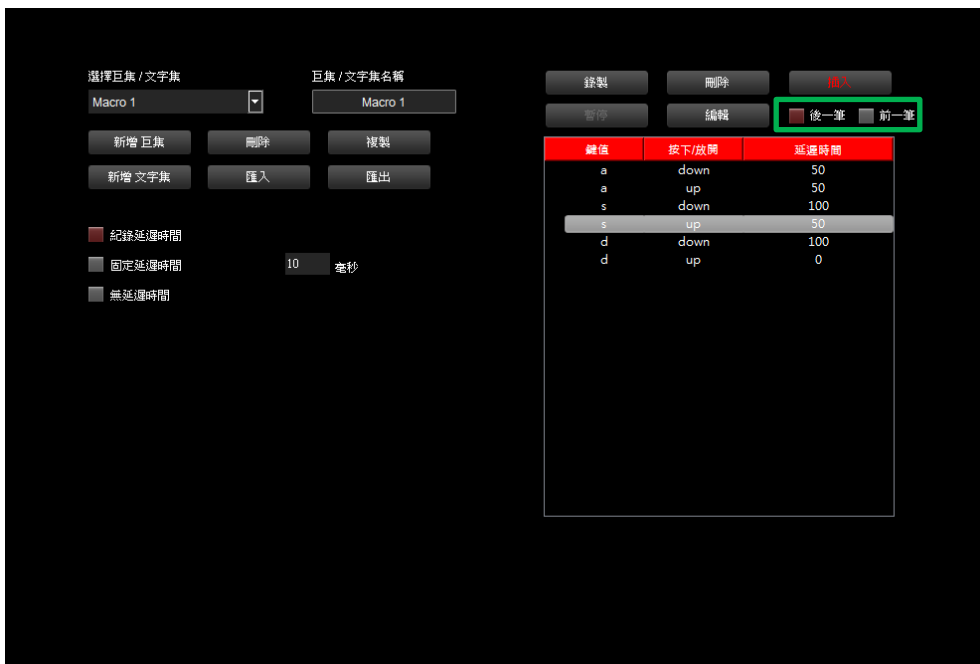 選擇巨集 / 文字集
巨集 / 文字集名稱
Macro 1
Macro 1
新增 巨集
刪除
複製
新增 文字集
匯入
匯出
紀錄延遲時間
固定延遲時間
10
毫秒
無延遲時間
錄製
刪除
插入
暫停
編輯
後一筆
前一筆
鍵值 按下/放開 延遲時間
a down 50
a up 50
s down 100
s up 50
d down 100
d up 0